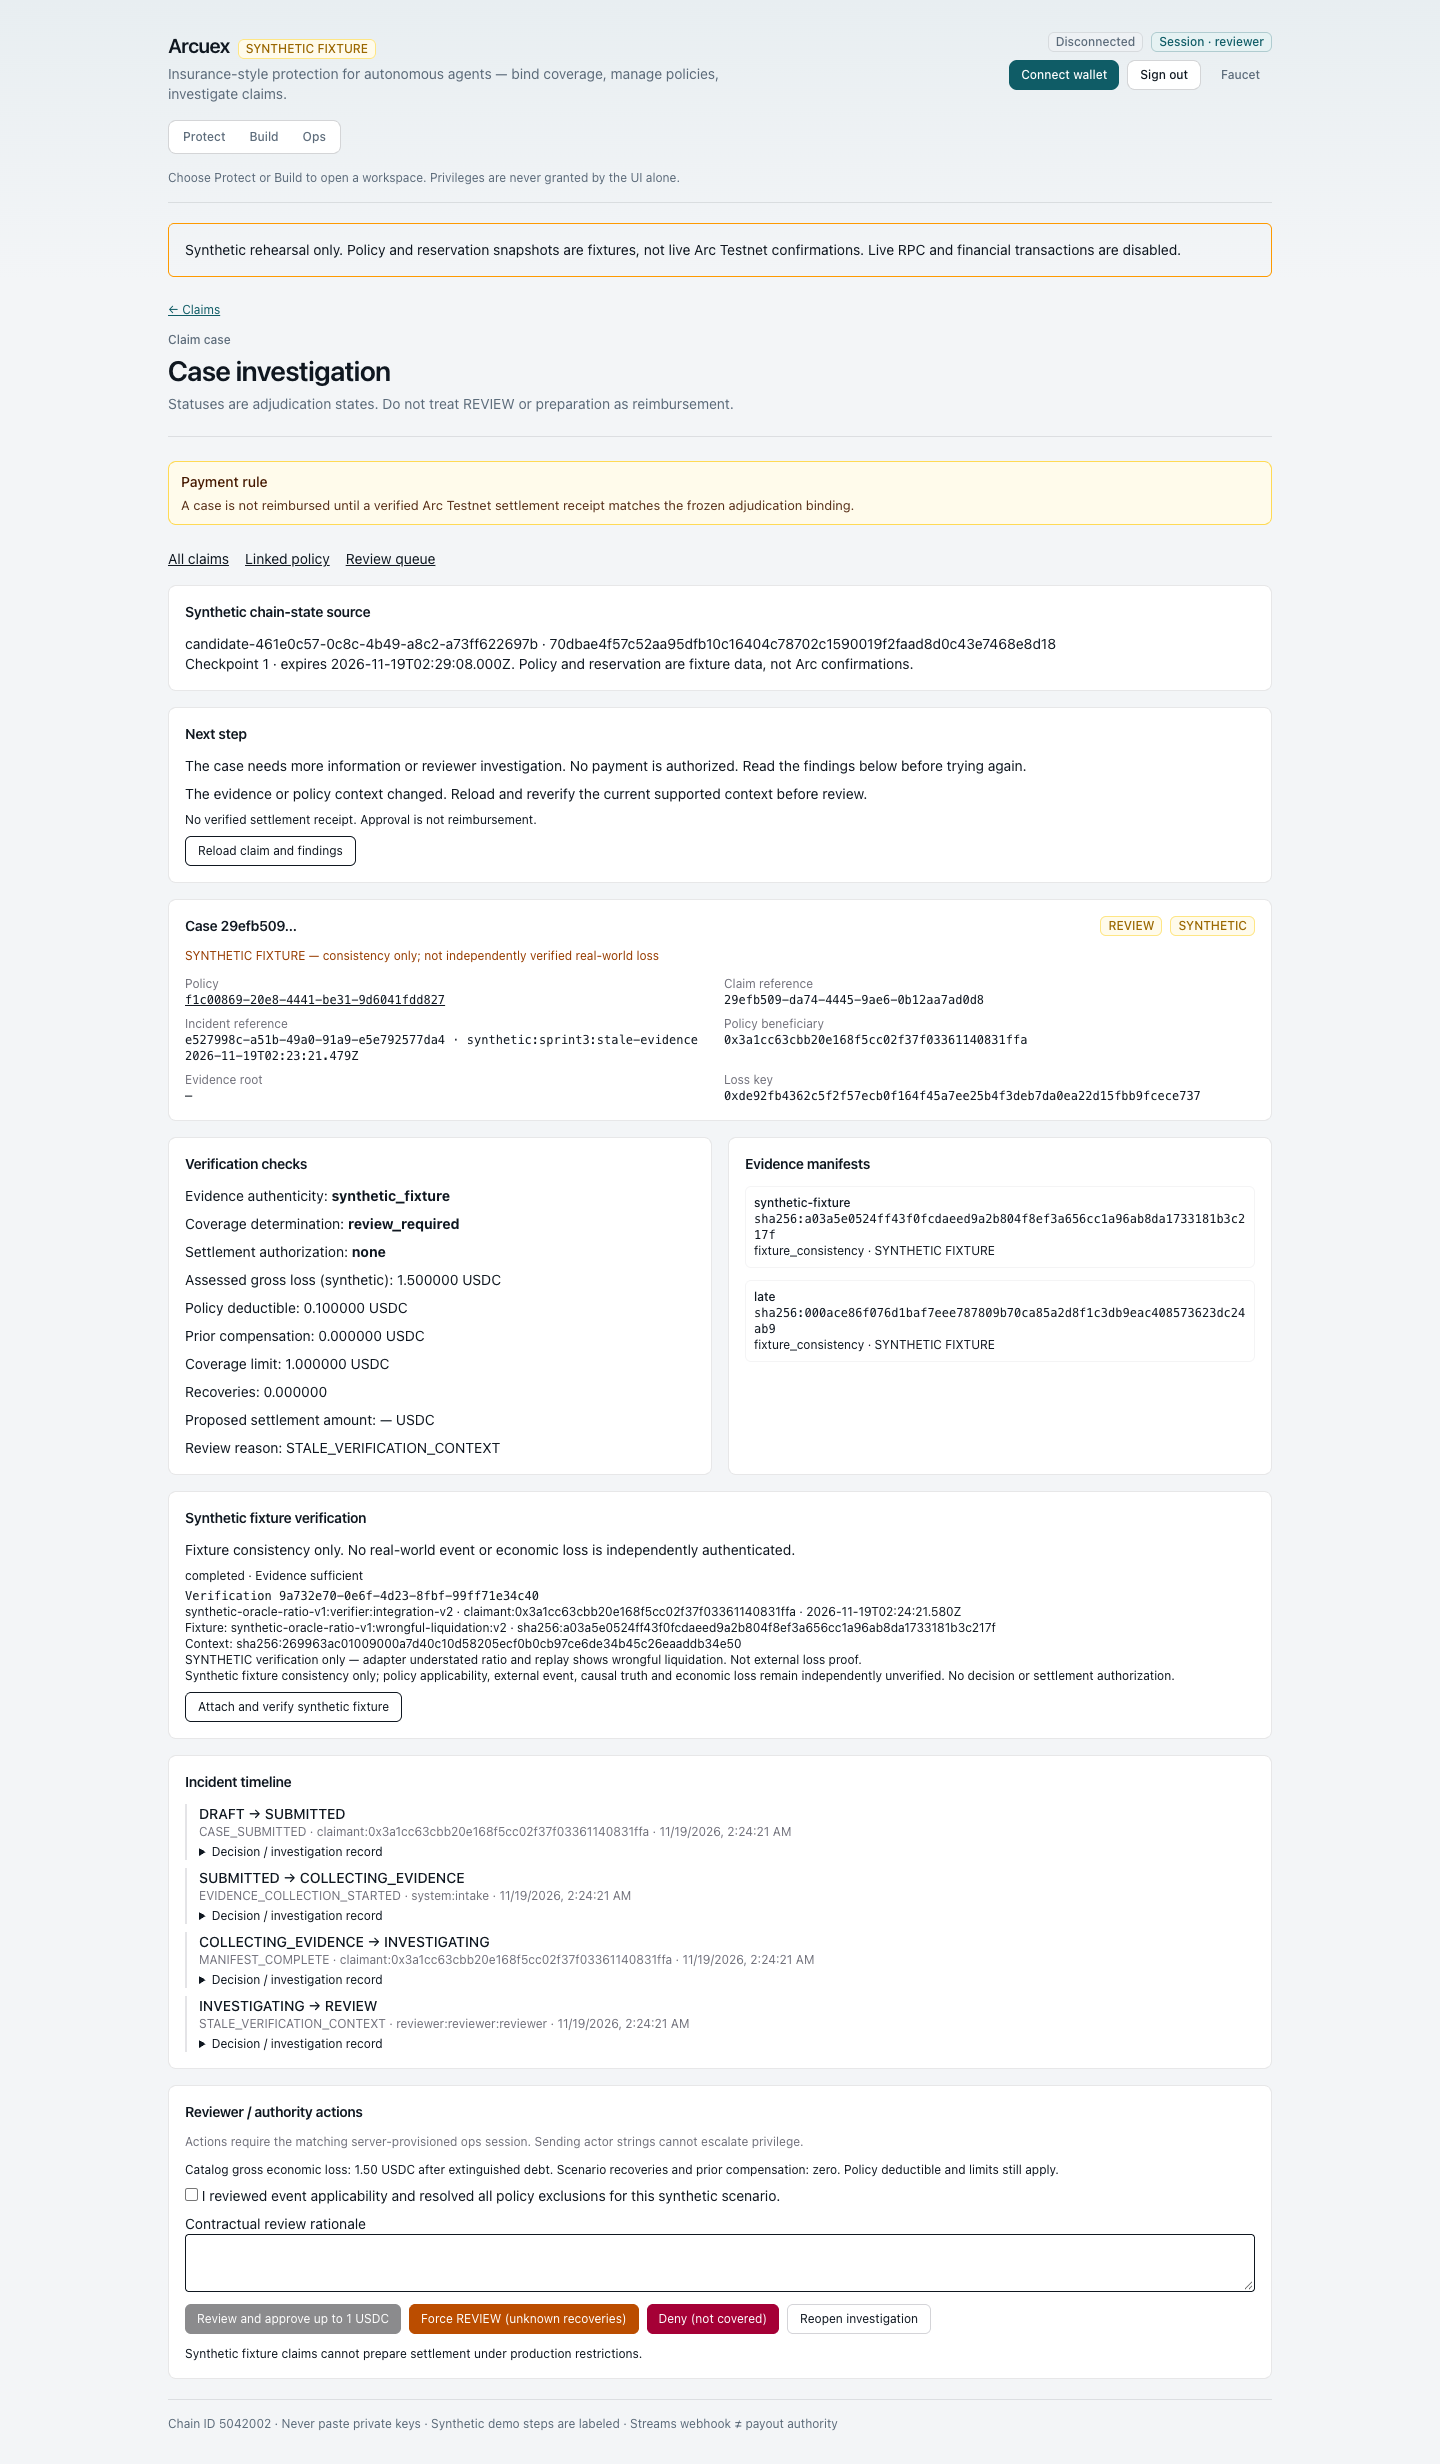 Arcuex SYNTHETIC FIXTURE
Disconnected Session · reviewer
Insurance-style protection for autonomous agents — bind coverage, manage policies,
investigate claims.
Connect wallet Sign out Faucet
Protect Build Ops
Choose Protect or Build to open a workspace. Privileges are never granted by the UI alone.
Synthetic rehearsal only. Policy and reservation snapshots are fixtures, not live Arc Testnet confirmations. Live RPC and financial transactions are disabled.
← Claims
Claim case
Case investigation
Statuses are adjudication states. Do not treat REVIEW or preparation as reimbursement.
Payment rule
A case is not reimbursed until a verified Arc Testnet settlement receipt matches the frozen adjudication binding.
All claims Linked policy Review queue
Synthetic chain-state source
candidate-461e0c57-0c8c-4b49-a8c2-a73ff622697b · 70dbae4f57c52aa95dfb10c16404c78702c1590019f2faad8d0c43e7468e8d18
Checkpoint 1 · expires 2026-11-19T02:29:08.000Z. Policy and reservation are fixture data, not Arc confirmations.
Next step
The case needs more information or reviewer investigation. No payment is authorized. Read the findings below before trying again.
The evidence or policy context changed. Reload and reverify the current supported context before review.
No verified settlement receipt. Approval is not reimbursement.
Reload claim and findings
Case 29efb509...
REVIEW SYNTHETIC
SYNTHETIC FIXTURE — consistency only; not independently verified real-world loss
Policy
f1c00869-20e8-4441-be31-9d6041fdd827
Claim reference
29efb509-da74-4445-9ae6-0b12aa7ad0d8
Incident reference
e527998c-a51b-49a0-91a9-e5e792577da4 · synthetic:sprint3:stale-evidence
2026-11-19T02:23:21.479Z
Policy beneficiary
0x3a1cc63cbb20e168f5cc02f37f03361140831ffa
Evidence root
—
Loss key
0xde92fb4362c5f2f57ecb0f164f45a7ee25b4f3deb7da0ea22d15fbb9fcece737
Verification checks
Evidence authenticity: synthetic_fixture
Coverage determination: review_required
Settlement authorization: none
Assessed gross loss (synthetic): 1.500000 USDC
Policy deductible: 0.100000 USDC
Prior compensation: 0.000000 USDC
Coverage limit: 1.000000 USDC
Recoveries: 0.000000
Proposed settlement amount: — USDC
Review reason: STALE_VERIFICATION_CONTEXT
Evidence manifests
synthetic-fixture
sha256:a03a5e0524ff43f0fcdaeed9a2b804f8ef3a656cc1a96ab8da1733181b3c2
17f
fixture_consistency · SYNTHETIC FIXTURE
late
sha256:000ace86f076d1baf7eee787809b70ca85a2d8f1c3db9eac408573623dc24
ab9
fixture_consistency · SYNTHETIC FIXTURE
Synthetic fixture verification
Fixture consistency only. No real-world event or economic loss is independently authenticated.
completed · Evidence sufficient
Verification 9a732e70-0e6f-4d23-8fbf-99ff71e34c40
synthetic-oracle-ratio-v1:verifier:integration-v2 · claimant:0x3a1cc63cbb20e168f5cc02f37f03361140831ffa · 2026-11-19T02:24:21.580Z
Fixture: synthetic-oracle-ratio-v1:wrongful-liquidation:v2 · sha256:a03a5e0524ff43f0fcdaeed9a2b804f8ef3a656cc1a96ab8da1733181b3c217f
Context: sha256:269963ac01009000a7d40c10d58205ecf0b0cb97ce6de34b45c26eaaddb34e50
SYNTHETIC verification only — adapter understated ratio and replay shows wrongful liquidation. Not external loss proof.
Synthetic fixture consistency only; policy applicability, external event, causal truth and economic loss remain independently unverified. No decision or settlement authorization.
Attach and verify synthetic fixture
Incident timeline
DRAFT → SUBMITTED
CASE_SUBMITTED · claimant:0x3a1cc63cbb20e168f5cc02f37f03361140831ffa · 11/19/2026, 2:24:21 AM
▶ Decision / investigation record
SUBMITTED → COLLECTING_EVIDENCE
EVIDENCE_COLLECTION_STARTED · system:intake · 11/19/2026, 2:24:21 AM
▶ Decision / investigation record
COLLECTING_EVIDENCE → INVESTIGATING
MANIFEST_COMPLETE · claimant:0x3a1cc63cbb20e168f5cc02f37f03361140831ffa · 11/19/2026, 2:24:21 AM
▶ Decision / investigation record
INVESTIGATING → REVIEW
STALE_VERIFICATION_CONTEXT · reviewer:reviewer:reviewer · 11/19/2026, 2:24:21 AM
▶ Decision / investigation record
Reviewer / authority actions
Actions require the matching server-provisioned ops session. Sending actor strings cannot escalate privilege.
Catalog gross economic loss: 1.50 USDC after extinguished debt. Scenario recoveries and prior compensation: zero. Policy deductible and limits still apply.
I reviewed event applicability and resolved all policy exclusions for this synthetic scenario.
Contractual review rationale
Review and approve up to 1 USDC Force REVIEW (unknown recoveries) Deny (not covered) Reopen investigation
Synthetic fixture claims cannot prepare settlement under production restrictions.
Chain ID 5042002 · Never paste private keys · Synthetic demo steps are labeled · Streams webhook ≠ payout authority